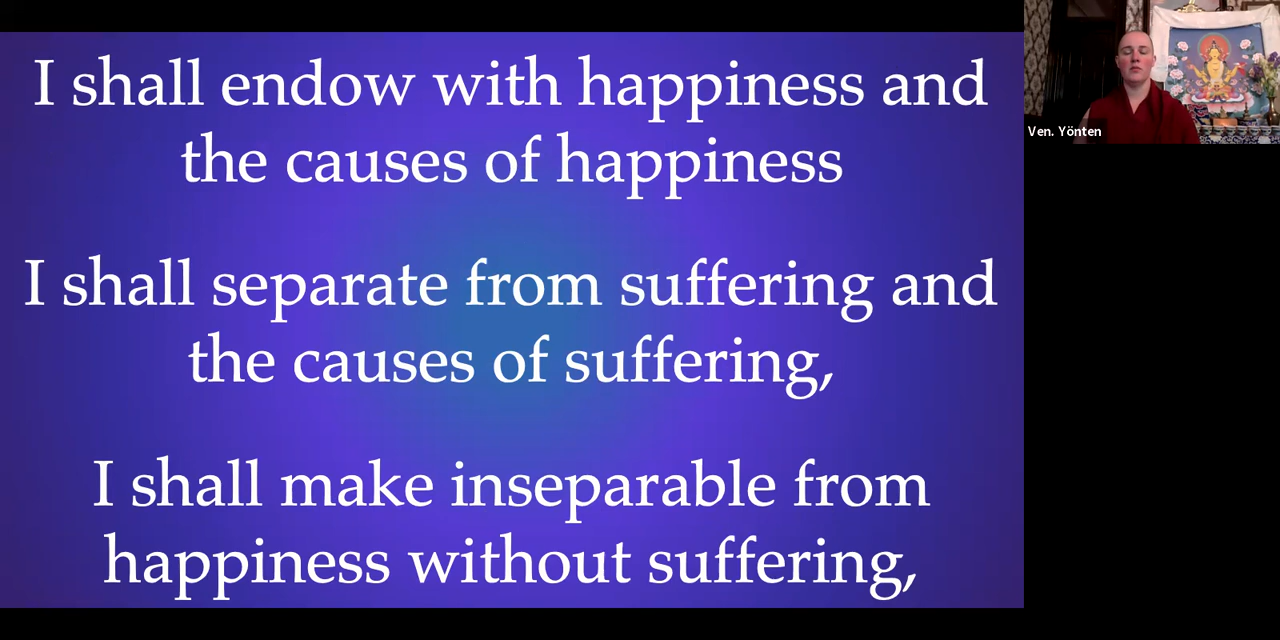 I shall endow with happiness and
the causes of happiness
I shall separate from suffering and
the causes of suffering,
I shall make inseparable from
happiness without suffering,
Ven. Yönten